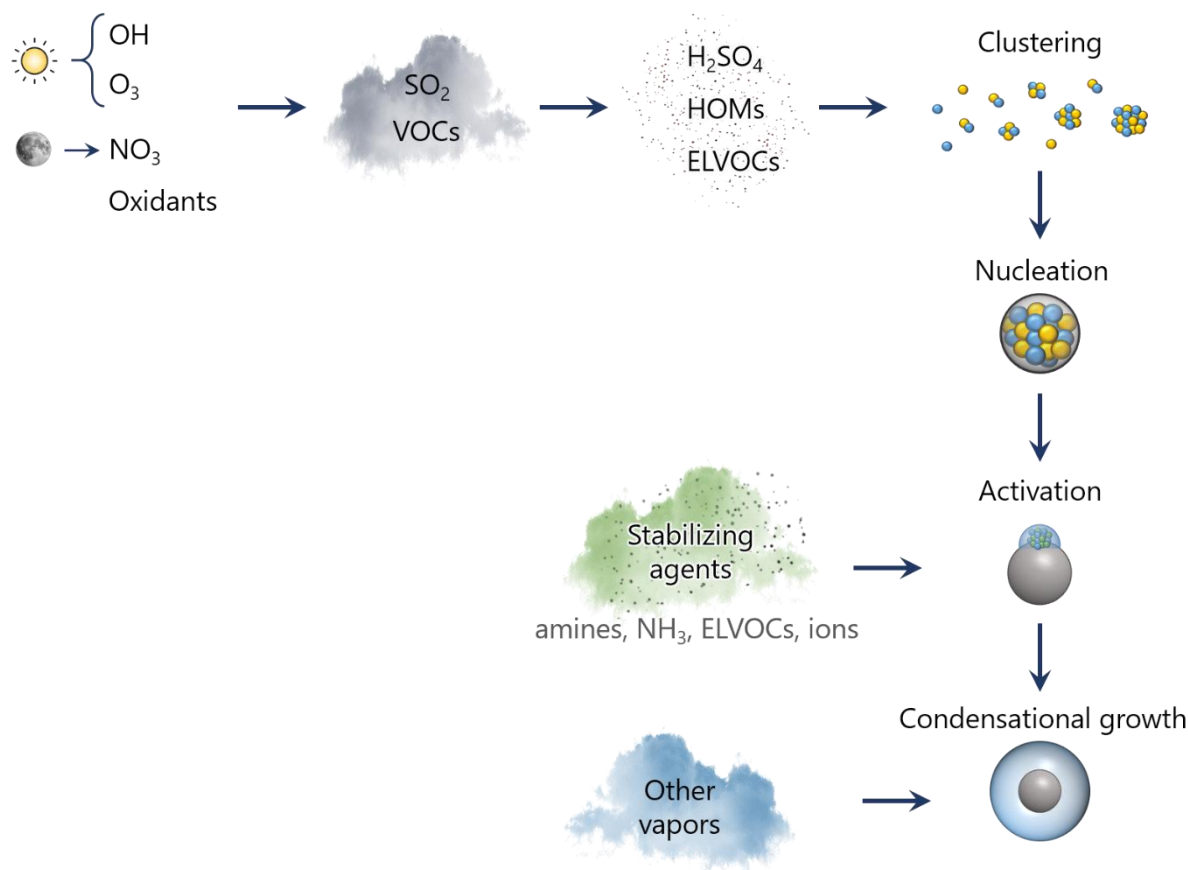 OH
O₃
NO₃
Oxidants
SO₂
VOCs
H₂SO₄
HOMs
ELVOCs
Clustering
Nucleation
Activation
Stabilizing
agents
amines, NH₃, ELVOCs, ions
Condensational growth
Other
vapors